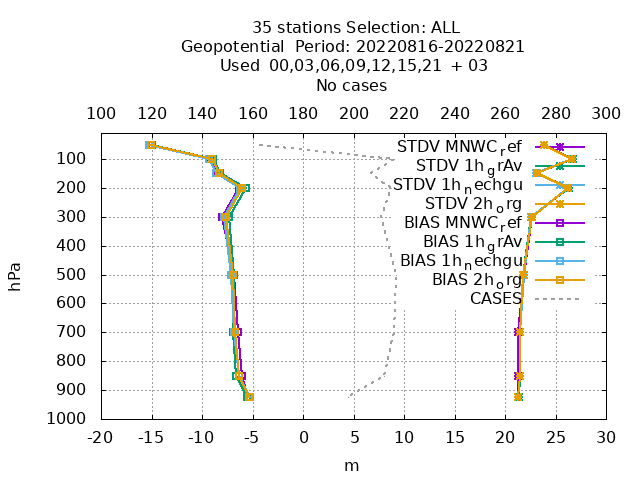 35 stations Selection: ALL
Geopotential  Period: 20220816-20220821
Used  00,03,06,09,12,15,21  + 03
No cases
100 120 140 160 180 200 220 240 260 280 300
STDV MNWC_ref
STDV 1h_grAv
STDV 1h_nechgu
STDV 2h_org
BIAS MNWC_ref
BIAS 1h_grAv
BIAS 1h_nechgu
BIAS 2h_org
CASES
hPa
100
200
300
400
500
600
700
800
900
1000
-20 -15 -10 -5 0 5 10 15 20 25 30
m